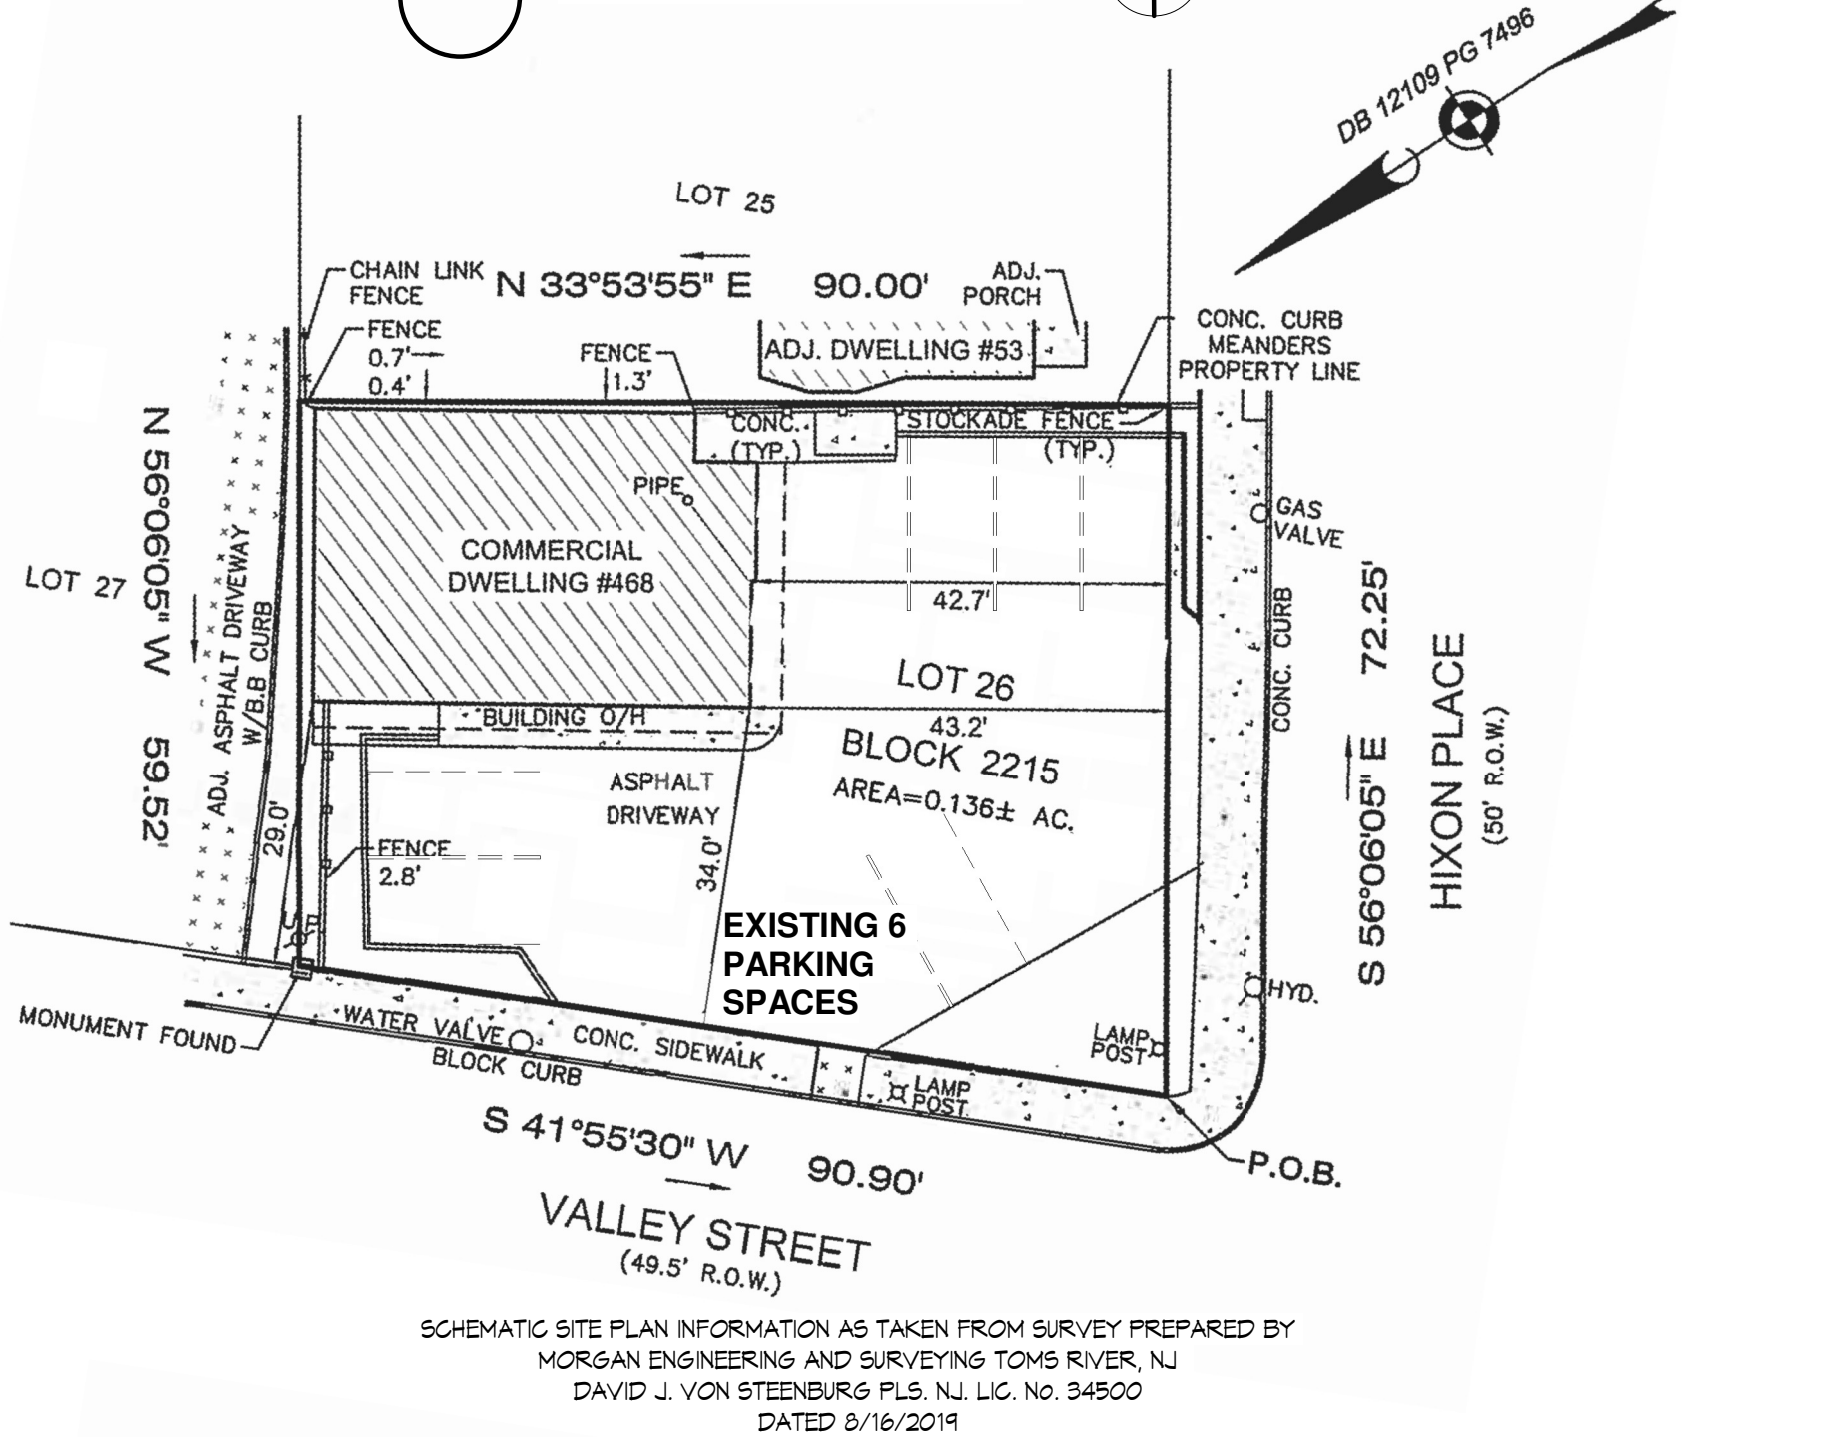 DB 12109 PG 7496
LOT 25
N 33°53'55" E 90.00'
CHAIN LINK
FENCE
FENCE
0.7'
0.4'
FENCE
1.3'
ADJ.
PORCH
ADJ. DWELLING #53
CONC. CURB
MEANDERS
PROPERTY LINE
CONC.
(TYP.)
STOCKADE FENCE
(TYP.)
PIPE
COMMERCIAL
DWELLING #468
42.7'
GAS
VALVE
LOT 27
N 56°06'05" W 59.52'
ADJ. ASPHALT DRIVEWAY
W/B.B CURB
29.0'
LOT 26
43.2'
BLOCK 2215
AREA=0.136± AC.
BUILDING O/H
ASPHALT
DRIVEWAY
34.0'
FENCE
2.8'
U.P.
EXISTING 6
PARKING
SPACES
CONC. CURB
S 56°06'05" E 72.25'
HIXON PLACE
(50' R.O.W.)
HYD.
LAMP
POST
MONUMENT FOUND
WATER VALVE
BLOCK CURB
CONC. SIDEWALK
LAMP
POST
P.O.B.
S 41°55'30" W 90.90'
VALLEY STREET
(49.5' R.O.W.)
SCHEMATIC SITE PLAN INFORMATION AS TAKEN FROM SURVEY PREPARED BY
MORGAN ENGINEERING AND SURVEYING TOMS RIVER, NJ
DAVID J. VON STEENBURG PLS. NJ. LIC. No. 34500
DATED 8/16/2019